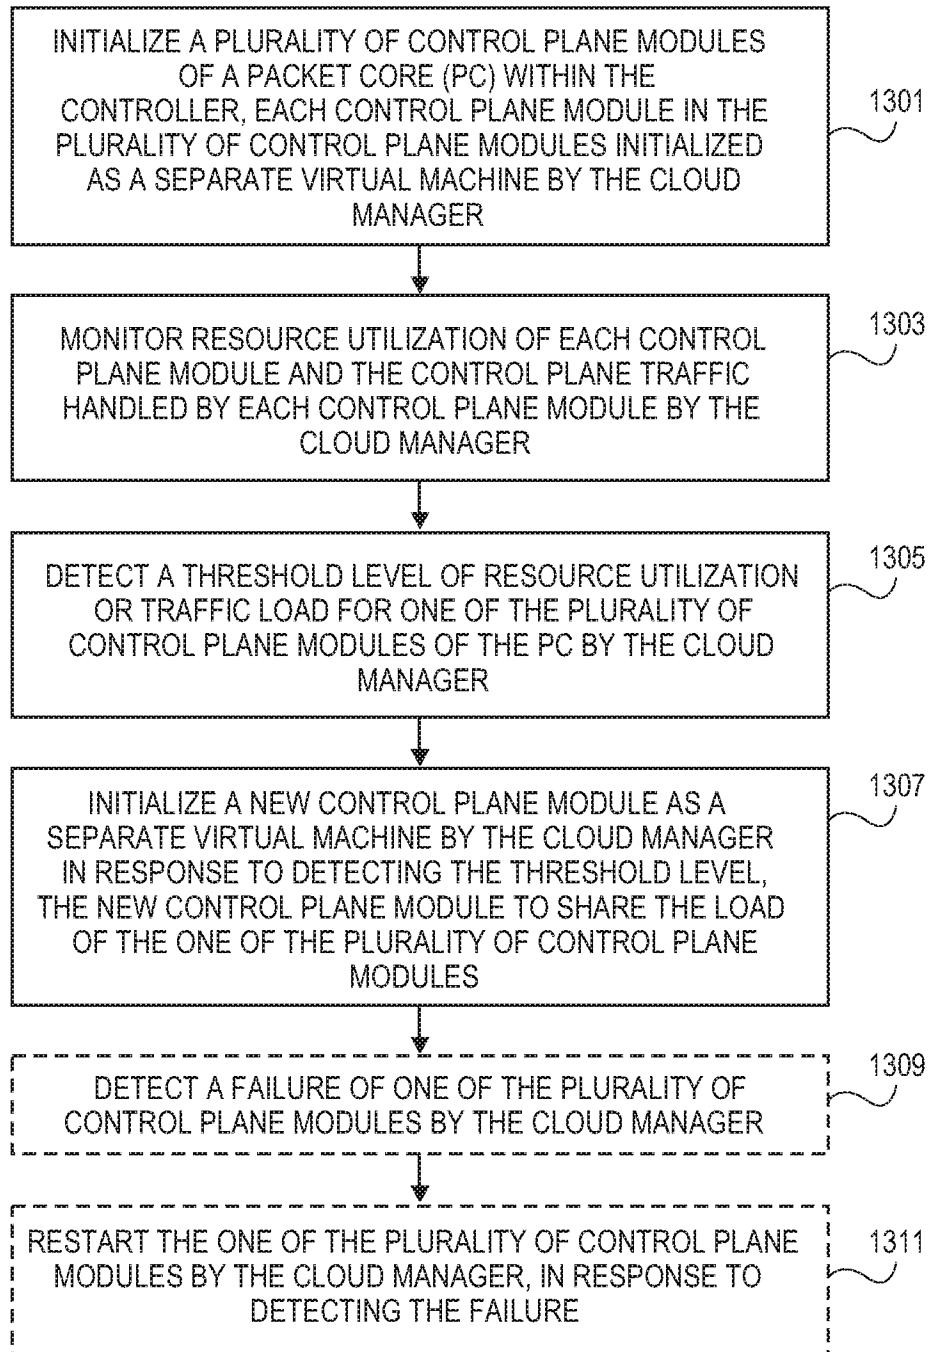 INITIALIZE A PLURALITY OF CONTROL PLANE MODULES
OF A PACKET CORE (PC) WITHIN THE
CONTROLLER, EACH CONTROL PLANE MODULE IN THE
PLURALITY OF CONTROL PLANE MODULES INITIALIZED
AS A SEPARATE VIRTUAL MACHINE BY THE CLOUD
MANAGER
1301
MONITOR RESOURCE UTILIZATION OF EACH CONTROL
PLANE MODULE AND THE CONTROL PLANE TRAFFIC
HANDLED BY EACH CONTROL PLANE MODULE BY THE
CLOUD MANAGER
1303
DETECT A THRESHOLD LEVEL OF RESOURCE UTILIZATION
OR TRAFFIC LOAD FOR ONE OF THE PLURALITY OF
CONTROL PLANE MODULES OF THE PC BY THE CLOUD
MANAGER
1305
INITIALIZE A NEW CONTROL PLANE MODULE AS A
SEPARATE VIRTUAL MACHINE BY THE CLOUD MANAGER
IN RESPONSE TO DETECTING THE THRESHOLD LEVEL,
THE NEW CONTROL PLANE MODULE TO SHARE THE LOAD
OF THE ONE OF THE PLURALITY OF CONTROL PLANE
MODULES
1307
DETECT A FAILURE OF ONE OF THE PLURALITY OF
CONTROL PLANE MODULES BY THE CLOUD MANAGER
1309
RESTART THE ONE OF THE PLURALITY OF CONTROL PLANE
MODULES BY THE CLOUD MANAGER, IN RESPONSE TO
DETECTING THE FAILURE
1311